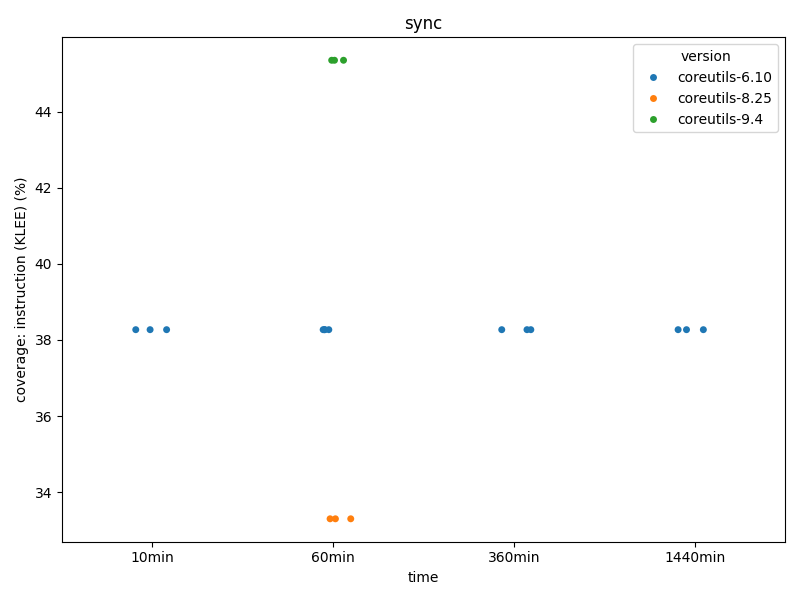 sync
version
coreutils-6.10
coreutils-8.25
coreutils-9.4
coverage: instruction (KLEE) (%)
44
42
40
38
36
34
10min 60min 360min 1440min
time